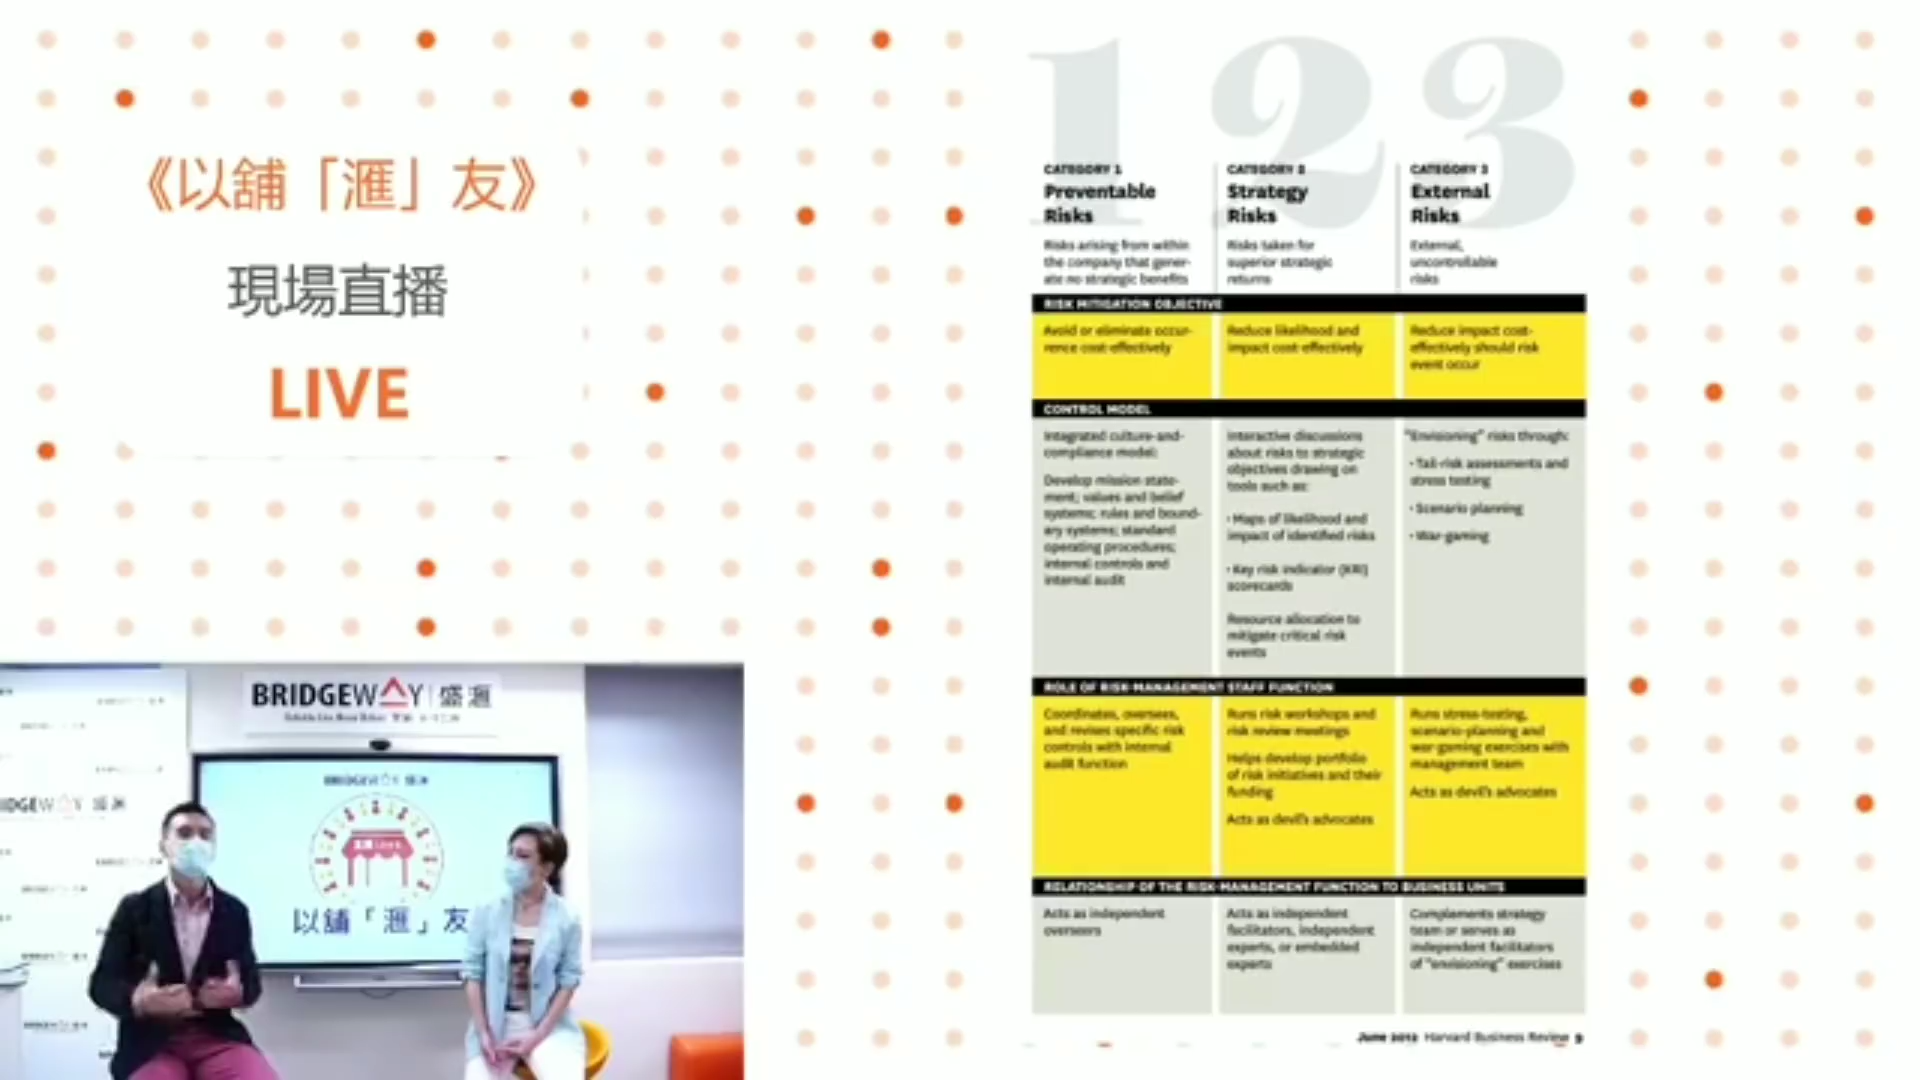 《以舖「滙」友》
現場直播
LIVE
1 2 3
CATEGORY 1
Preventable
Risks
Risks arising from within
the company that gener-
ate no strategic benefits
CATEGORY 2
Strategy
Risks
Risks taken for
superior strategic
returns
CATEGORY 3
External
Risks
External,
uncontrollable
risks
RISK MITIGATION OBJECTIVE
Avoid or eliminate occur-
rence cost-effectively
Reduce likelihood and
impact cost-effectively
Reduce impact cost-
effectively should risk
event occur
CONTROL MODEL
Integrated culture-and-
compliance model:
Develop mission state-
ment; values and belief
systems; rules and bound-
ary systems; standard
operating procedures;
internal controls and
internal audit
Interactive discussions
about risks to strategic
objectives drawing on
tools such as:
• Maps of likelihood and
impact of identified risks
• Key risk indicator (KRI)
scorecards
Resource allocation to
mitigate critical risk
events
"Envisioning" risks through:
• Tail-risk assessments and
stress testing
• Scenario planning
• War-gaming
ROLE OF RISK-MANAGEMENT STAFF FUNCTION
Coordinates, oversees,
and revises specific risk
controls with internal
audit function
Runs risk workshops and
risk review meetings
Helps develop portfolio
of risk initiatives and their
funding
Acts as devil's advocates
Runs stress-testing,
scenario-planning and
war-gaming exercises with
management team
Acts as devil's advocates
RELATIONSHIP OF THE RISK-MANAGEMENT FUNCTION TO BUSINESS UNITS
Acts as independent
overseers
Acts as independent
facilitators, independent
experts, or embedded
experts
Complements strategy
team or serves as
independent facilitators
of "envisioning" exercises
June 2012 Harvard Business Review 9
BRIDGEWAY 盛滙
BRIDGEWAY 盛滙
以舖「滙」友